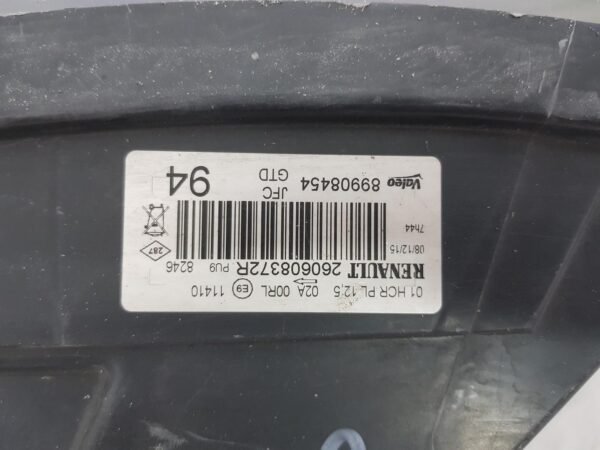 01 HCR PL 12,5 02A 00RL E9 11410
RENAULT 260608372R PU9 8246
08/12/15
7h44
287
JFC
Valeo 89908454 GTD 94